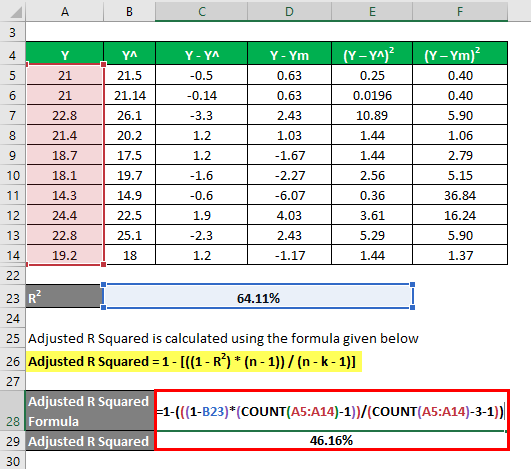 A B C D E F
3
4 Y Y^ Y - Y^ Y - Ym (Y – Y^)² (Y – Ym)²
5 21 21.5 -0.5 0.63 0.25 0.40
6 21 21.14 -0.14 0.63 0.0196 0.40
7 22.8 26.1 -3.3 2.43 10.89 5.90
8 21.4 20.2 1.2 1.03 1.44 1.06
9 18.7 17.5 1.2 -1.67 1.44 2.79
10 18.1 19.7 -1.6 -2.27 2.56 5.15
11 14.3 14.9 -0.6 -6.07 0.36 36.84
12 24.4 22.5 1.9 4.03 3.61 16.24
13 22.8 25.1 -2.3 2.43 5.29 5.90
14 19.2 18 1.2 -1.17 1.44 1.37
22
23 R² 64.11%
24
25 Adjusted R Squared is calculated using the formula given below
26 Adjusted R Squared = 1 - [((1 - R²) * (n - 1)) / (n - k - 1)]
27
Adjusted R Squared
28 Formula =1-(((1-B23)*(COUNT(A5:A14)-1))/(COUNT(A5:A14)-3-1))
29 Adjusted R Squared 46.16%
30